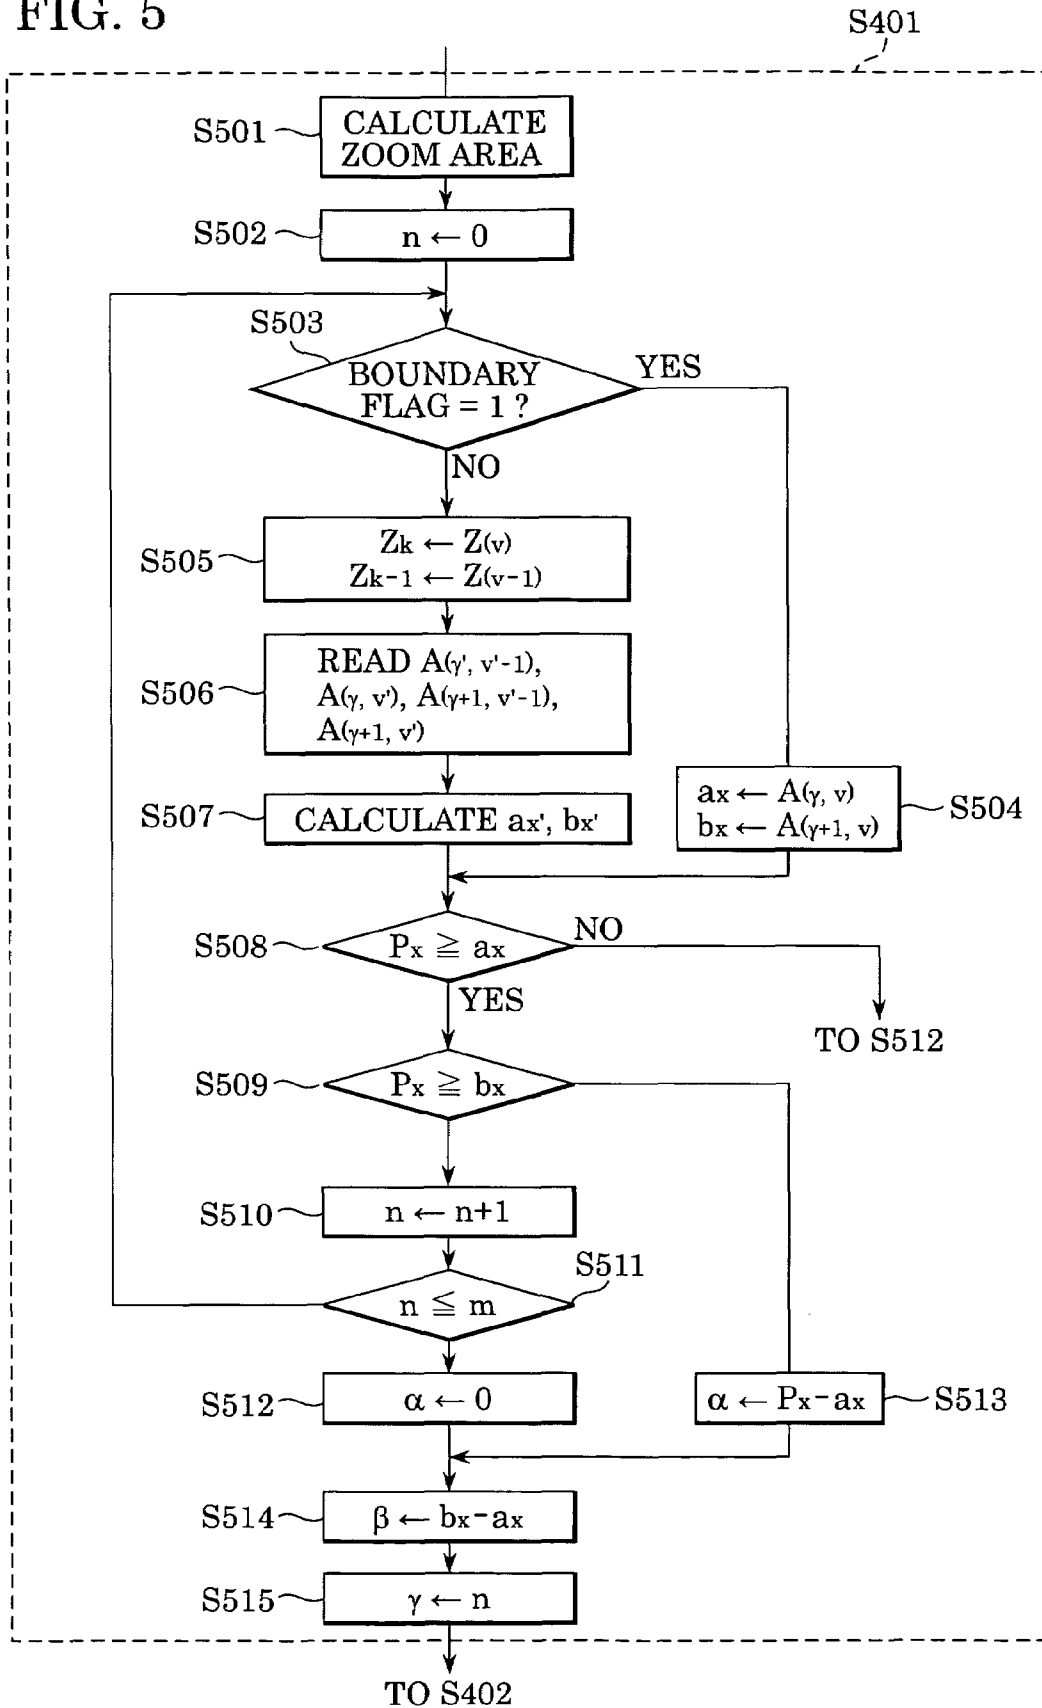 FIG. 5
S401
S501
CALCULATE
ZOOM AREA
S502
n ← 0
S503
BOUNDARY
FLAG = 1 ?
YES
NO
S505
Zk ← Z(v)
Zk-1 ← Z(v-1)
S506
READ A(γ', v'-1),
A(γ, v'), A(γ+1, v'-1),
A(γ+1, v')
S507
CALCULATE ax', bx'
ax ← A(γ, v)
bx ← A(γ+1, v)
S504
S508
Px ≧ ax
NO
YES
TO S512
S509
Px ≧ bx
S510
n ← n+1
S511
n ≦ m
S512
α ← 0
α ← Px-ax
S513
S514
β ← bx-ax
S515
γ ← n
TO S402